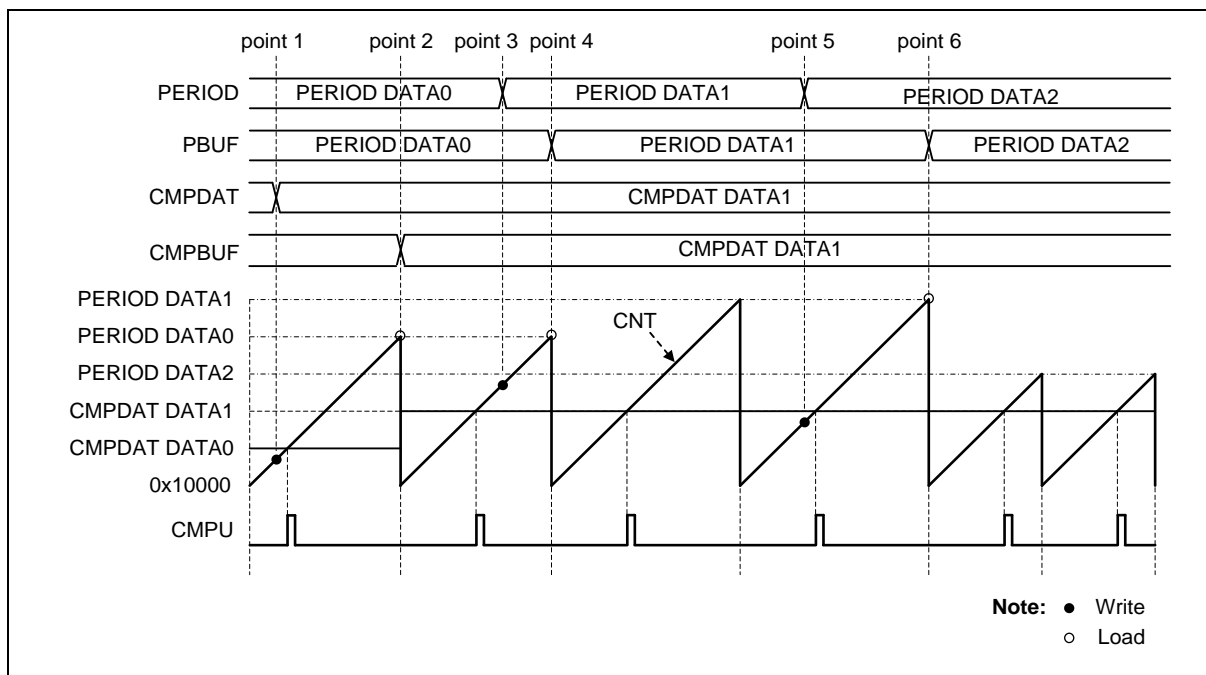 point 1 point 2 point 3 point 4 point 5 point 6
PERIOD PERIOD DATA0 PERIOD DATA1 PERIOD DATA2
PBUF PERIOD DATA0 PERIOD DATA1 PERIOD DATA2
CMPDAT CMPDAT DATA1
CMPBUF CMPDAT DATA1
PERIOD DATA1
CNT
PERIOD DATA0
PERIOD DATA2
CMPDAT DATA1
CMPDAT DATA0
0x10000
CMPU
Note: ● Write
○ Load